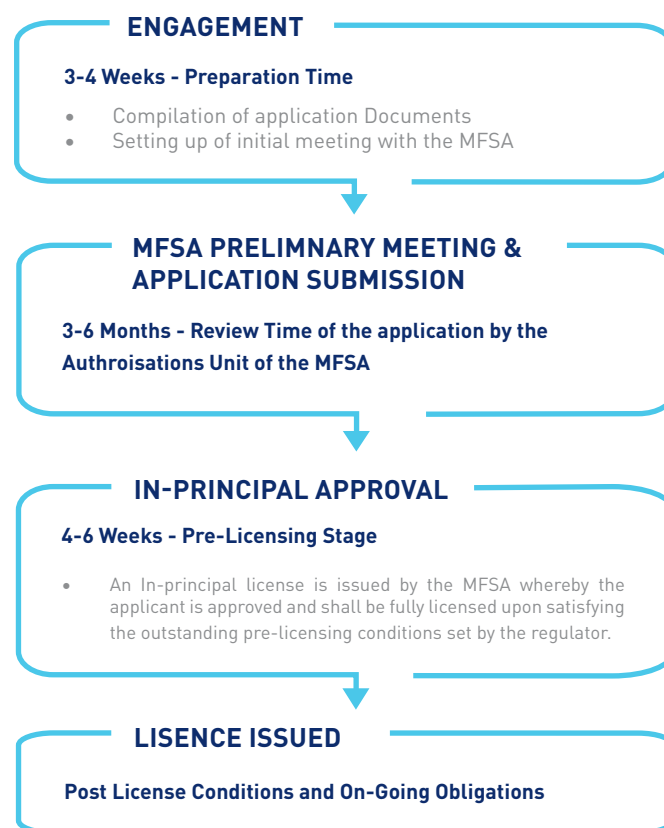 ENGAGEMENT
3-4 Weeks - Preparation Time
• Compilation of application Documents
• Setting up of initial meeting with the MFSA
MFSA PRELIMNARY MEETING &
APPLICATION SUBMISSION
3-6 Months - Review Time of the application by the
Authroisations Unit of the MFSA
IN-PRINCIPAL APPROVAL
4-6 Weeks - Pre-Licensing Stage
• An In-principal license is issued by the MFSA whereby the
applicant is approved and shall be fully licensed upon satisfying
the outstanding pre-licensing conditions set by the regulator.
LISENCE ISSUED
Post License Conditions and On-Going Obligations